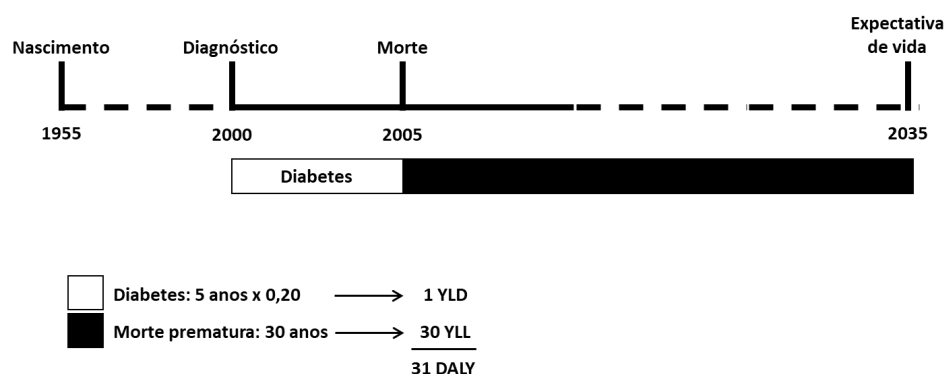 Expectativa
de vida
Nascimento Diagnóstico Morte
1955 2000 2005 2035
Diabetes
Diabetes: 5 anos x 0,20 1 YLD
Morte prematura: 30 anos 30 YLL
31 DALY